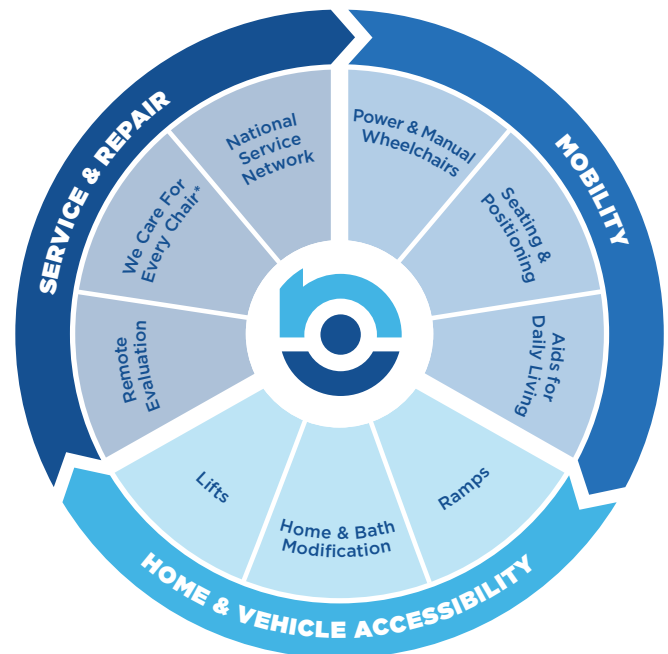 SERVICE & REPAIR
National
Service
Network
We Care For
Every Chair*
Remote
Evaluation
MOBILITY
Power & Manual
Wheelchairs
Seating &
Positioning
Aids for
Daily Living
HOME & VEHICLE ACCESSIBILITY
Lifts
Home & Bath
Modification
Ramps